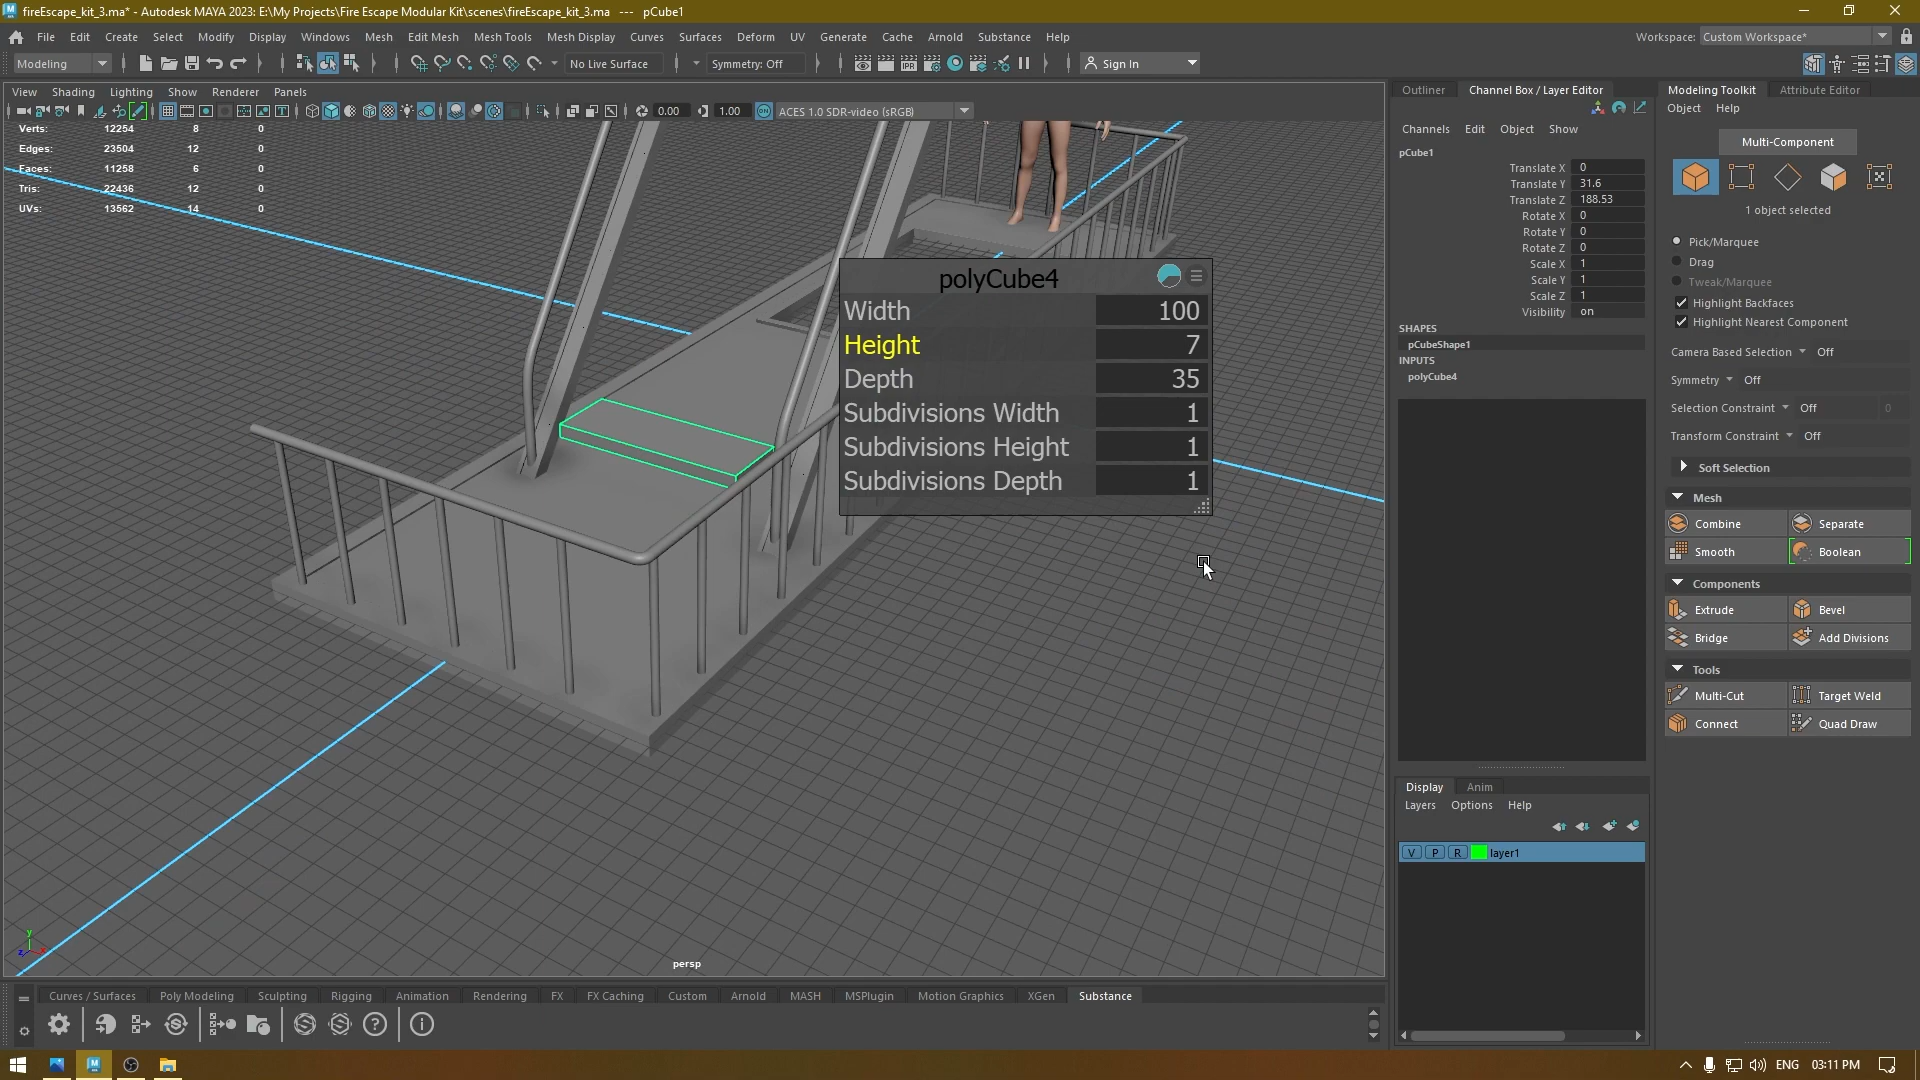 fireEscape_kit_3.ma* - Autodesk MAYA 2023: E:\My Projects\Fire Escape Modular Kit\scenes\fireEscape_kit_3.ma --- pCube1
File Edit Create Select Modify Display Windows Mesh Edit Mesh Mesh Tools Mesh Display Curves Surfaces Deform UV Generate Cache Arnold Substance Help
Workspace: Custom Workspace*
Modeling No Live Surface Symmetry: Off Sign In
View Shading Lighting Show Renderer Panels
0.00 1.00 ACES 1.0 SDR-video (sRGB)
Verts: 12254 8 0
Edges: 23504 12 0
Faces: 11258 6 0
Tris: 22436 12 0
UVs: 13562 14 0
polyCube4
Width 100
Height 7
Depth 35
Subdivisions Width 1
Subdivisions Height 1
Subdivisions Depth 1
persp
Outliner Channel Box / Layer Editor
Channels Edit Object Show
pCube1
Translate X 0
Translate Y 31.6
Translate Z 188.53
Rotate X 0
Rotate Y 0
Rotate Z 0
Scale X 1
Scale Y 1
Scale Z 1
Visibility on
SHAPES
pCubeShape1
INPUTS
polyCube4
Display Anim
Layers Options Help
V P R layer1
Modeling Toolkit Attribute Editor
Object Help
Multi-Component
1 object selected
Pick/Marquee
Drag
Tweak/Marquee
Highlight Backfaces
Highlight Nearest Component
Camera Based Selection Off
Symmetry Off
Selection Constraint Off 0
Transform Constraint Off
Soft Selection
Mesh
Combine Separate
Smooth Boolean
Components
Extrude Bevel
Bridge Add Divisions
Tools
Multi-Cut Target Weld
Connect Quad Draw
Curves / Surfaces Poly Modeling Sculpting Rigging Animation Rendering FX FX Caching Custom Arnold MASH MSPlugin Motion Graphics XGen Substance
ENG 03:11 PM